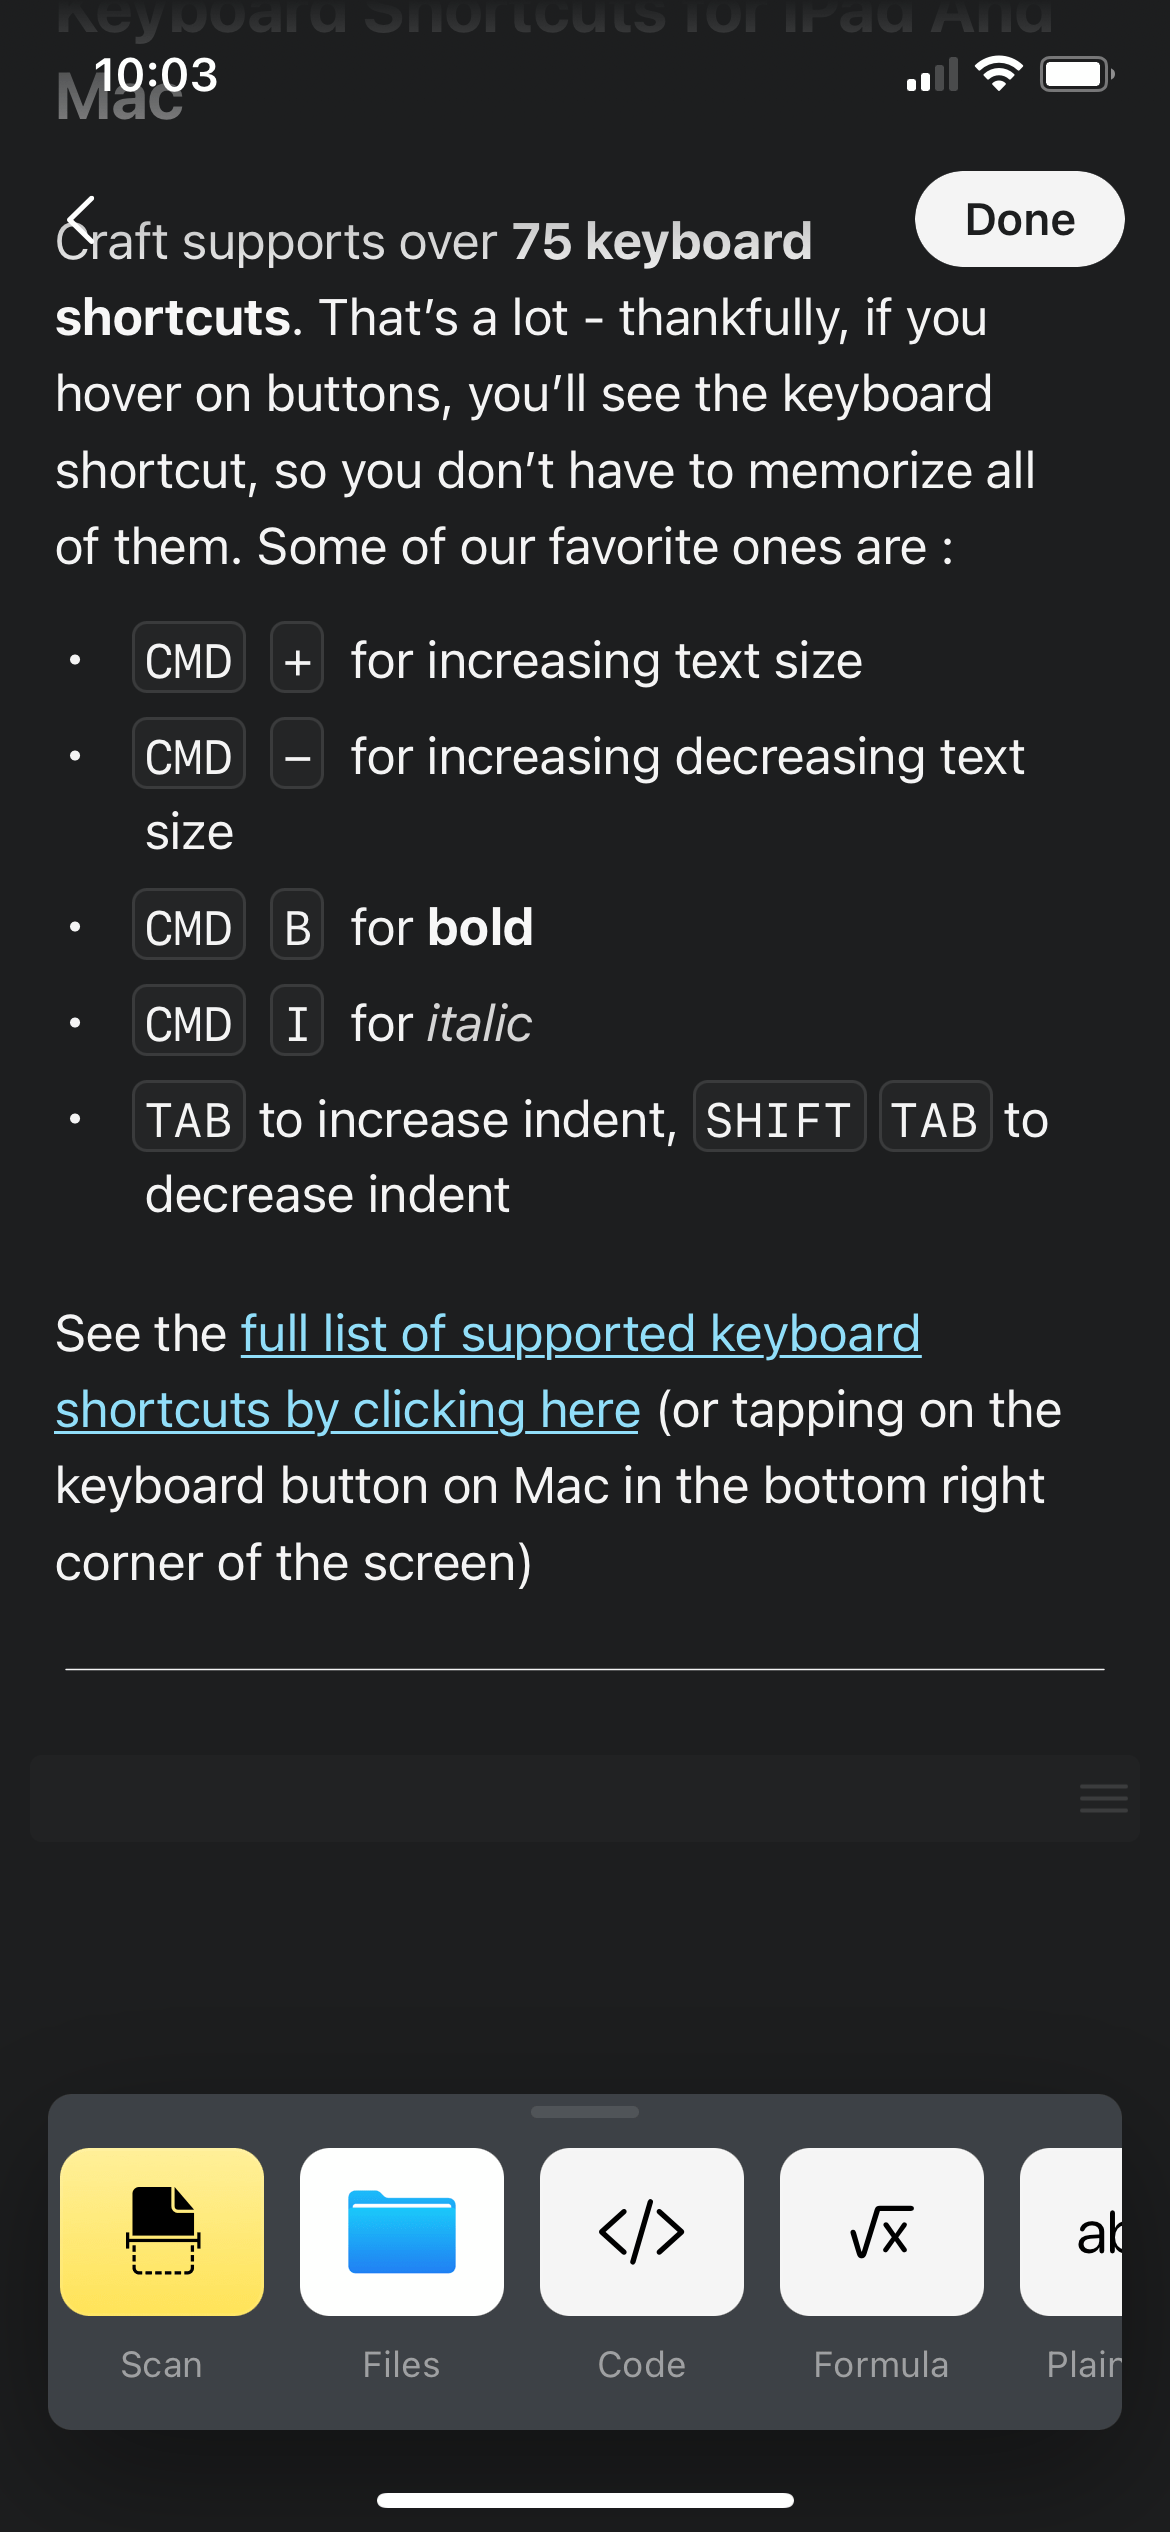 Keyboard Shortcuts for iPad And
Mac
10:03
Done
Craft supports over 75 keyboard
shortcuts. That’s a lot - thankfully, if you
hover on buttons, you’ll see the keyboard
shortcut, so you don’t have to memorize all
of them. Some of our favorite ones are :
• CMD + for increasing text size
• CMD – for increasing decreasing text
size
• CMD B for bold
• CMD I for italic
• TAB to increase indent, SHIFT TAB to
decrease indent
See the full list of supported keyboard
shortcuts by clicking here (or tapping on the
keyboard button on Mac in the bottom right
corner of the screen)
</> √x ab
Scan Files Code Formula Plain